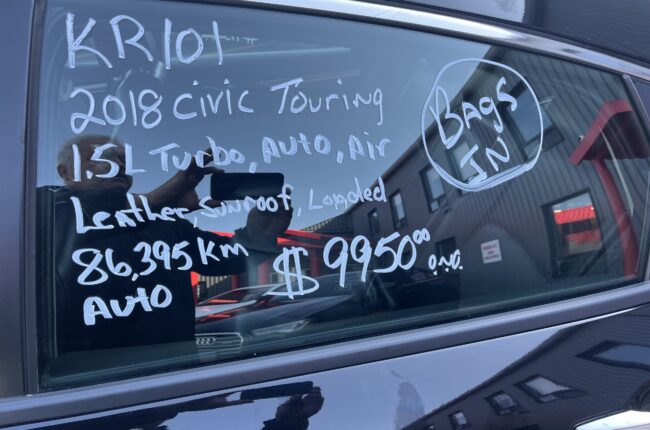 KR101
2018 Civic Touring
1.5L Turbo, Auto, Air
Leather, Sunroof, Loaded
86,395 Km
Auto
$9950.00 o.n.o.
Bags
In